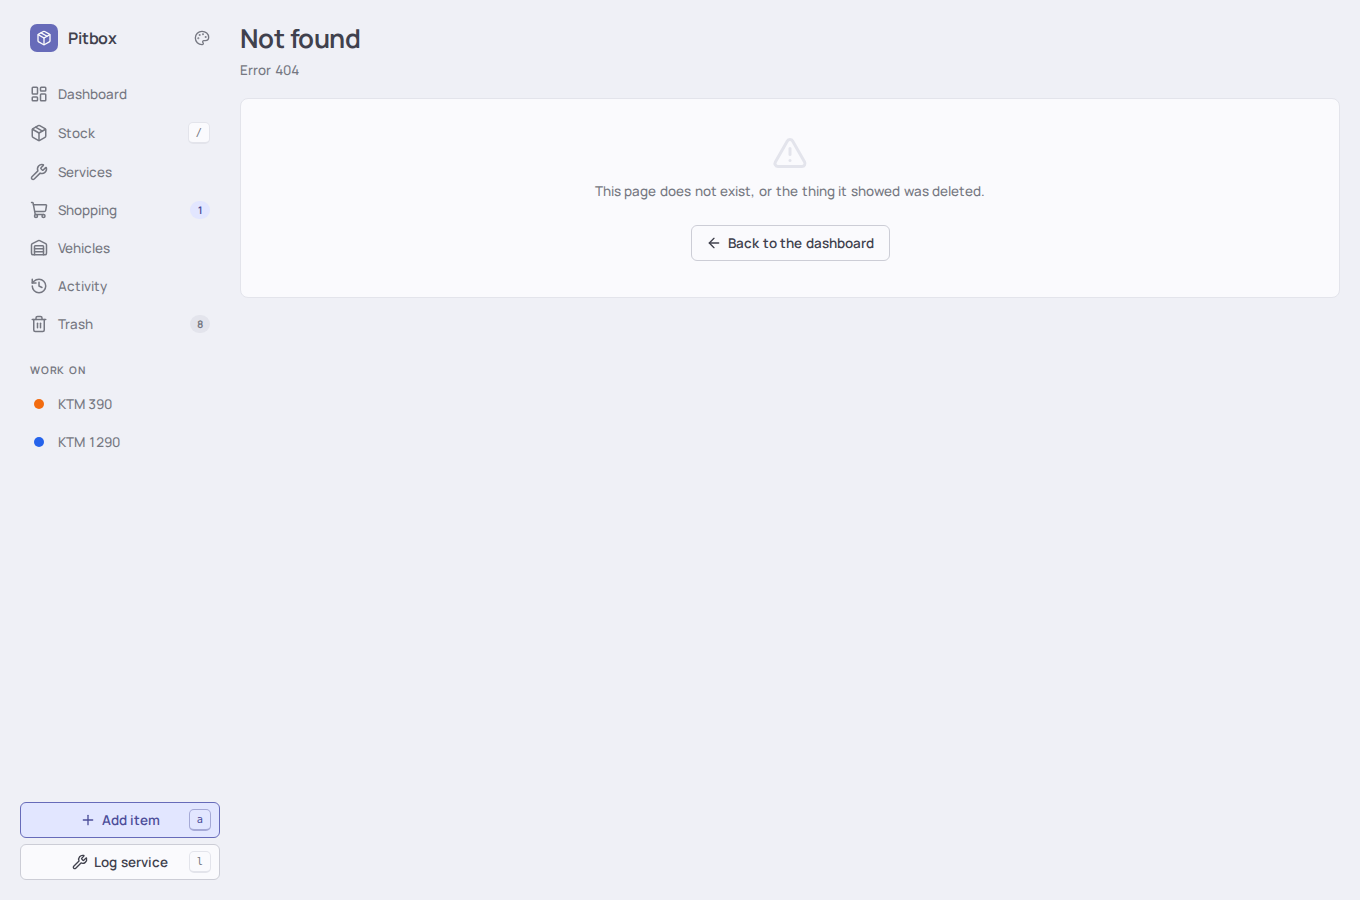 Pitbox
Dashboard
Stock /
Services
Shopping 1
Vehicles
Activity
Trash 8
WORK ON
KTM 390
KTM 1290
Add item a
Log service l
Not found
Error 404
This page does not exist, or the thing it showed was deleted.
Back to the dashboard